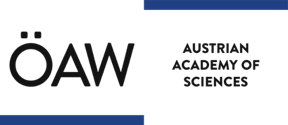 ÖAW
AUSTRIAN
ACADEMY OF
SCIENCES